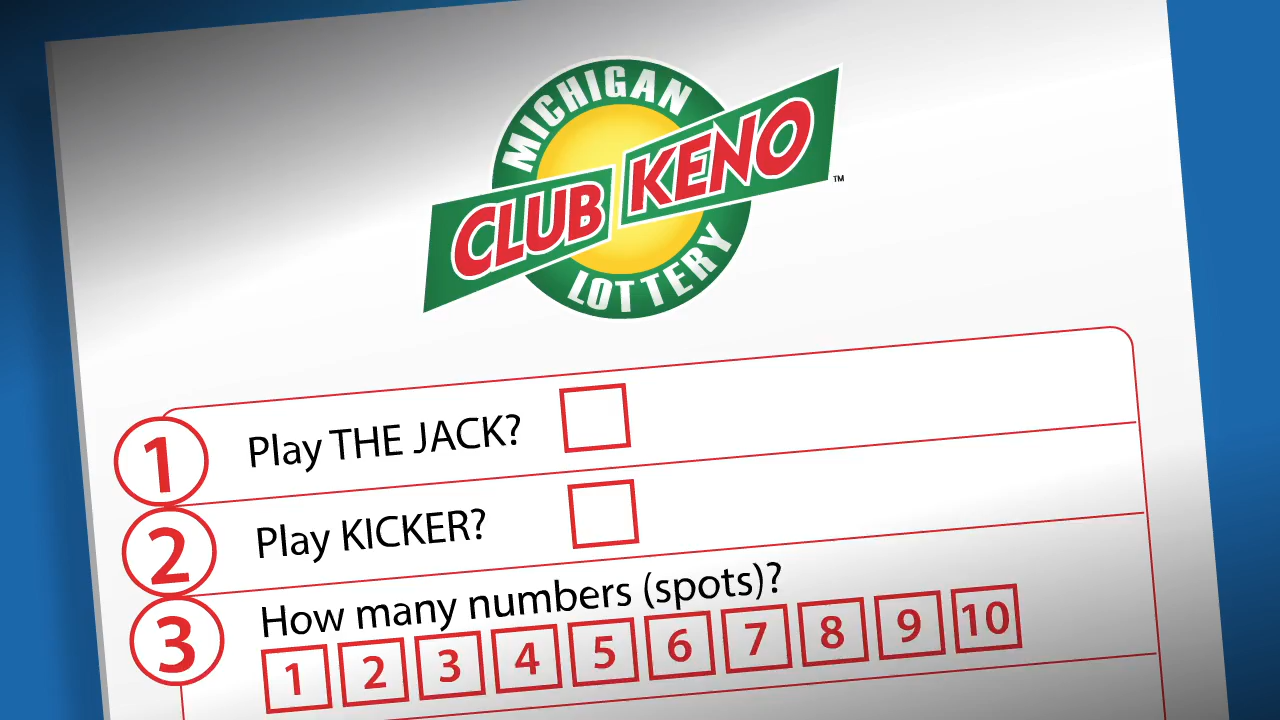 MICHIGAN
CLUB KENO
TM
LOTTERY
1 Play THE JACK?
2 Play KICKER?
3 How many numbers (spots)?
1 2 3 4 5 6 7 8 9 10